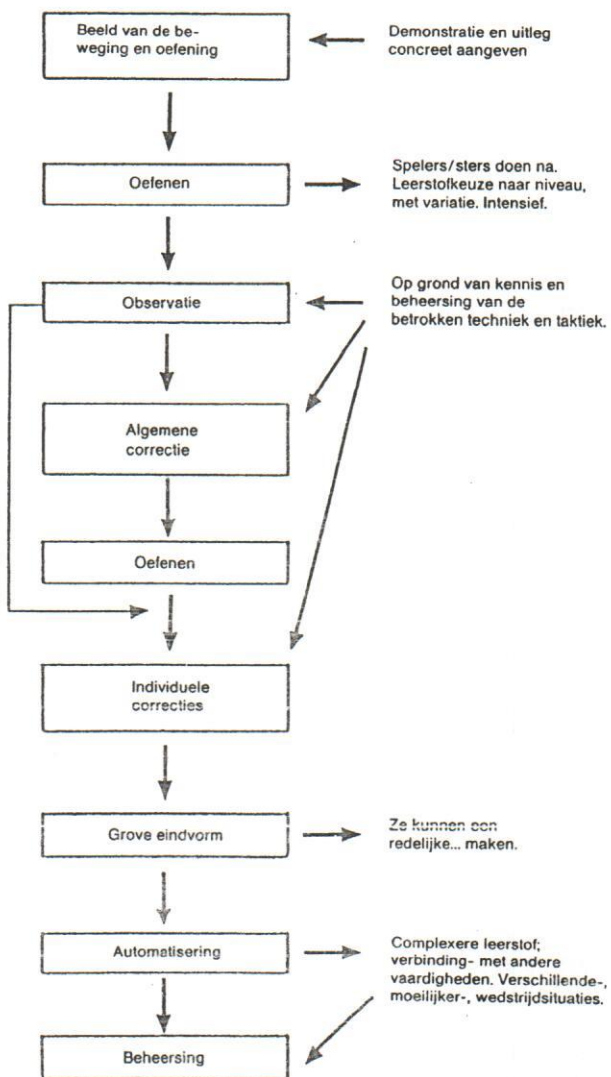 Beeld van de be-
weging en oefening
Demonstratie en uitleg
concreet aangeven
Oefenen
Spelers/sters doen na.
Leerstofkeuze naar niveau,
met variatie. Intensief.
Observatie
Op grond van kennis en
beheersing van de
betrokken techniek en taktiek.
Algemene
correctie
Oefenen
Individuele
correcties
Grove eindvorm
Ze kunnen een
redelijke... maken.
Automatisering
Complexere leerstof;
verbinding- met andere
vaardigheden. Verschillende-,
moeilijker-, wedstrijdsituaties.
Beheersing